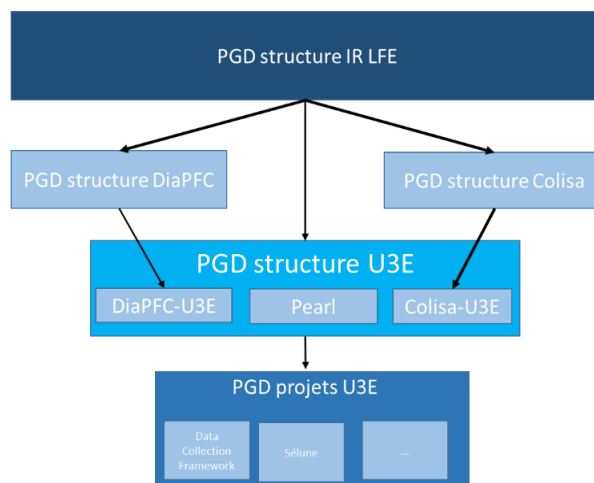 PGD structure IR LFE
PGD structure DiaPFC
PGD structure Colisa
PGD structure U3E
DiaPFC-U3E
Pearl
Colisa-U3E
PGD projets U3E
Data
Collection
Framework
Sélune
...